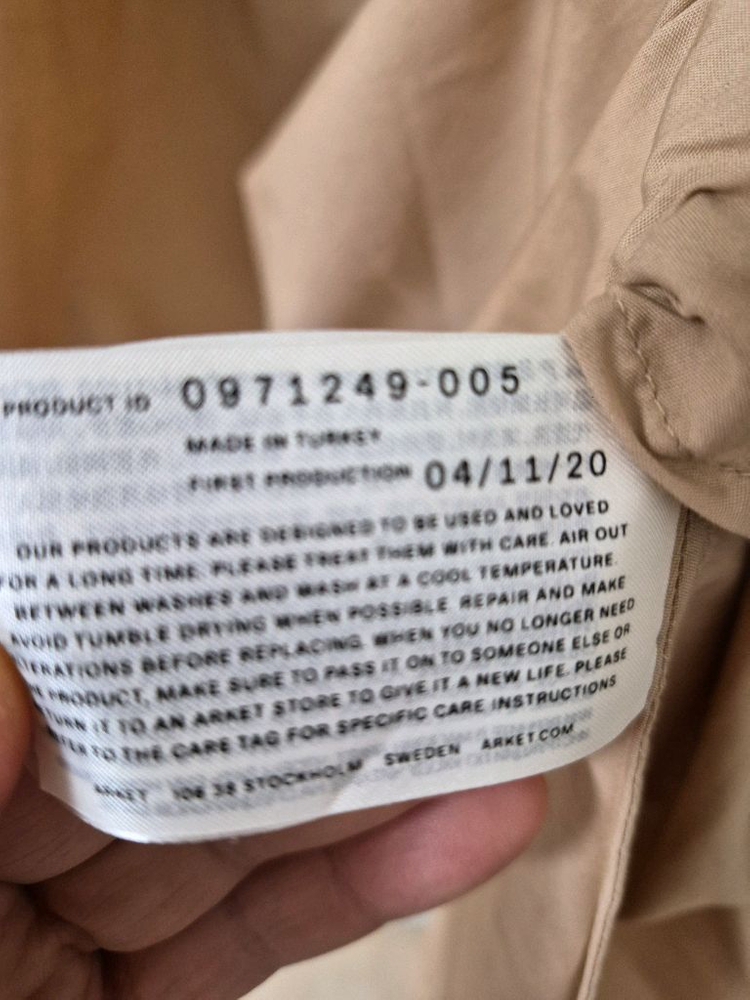 PRODUCT ID 0971249-005
MADE IN TURKEY
FIRST PRODUCTION 04/11/20
OUR PRODUCTS ARE DESIGNED TO BE USED AND LOVED
FOR A LONG TIME. PLEASE TREAT THEM WITH CARE. AIR OUT
BETWEEN WASHES AND WASH AT A COOL TEMPERATURE.
AVOID TUMBLE DRYING WHEN POSSIBLE. REPAIR AND MAKE
TERATIONS BEFORE REPLACING. WHEN YOU NO LONGER NEED
PRODUCT, MAKE SURE TO PASS IT ON TO SOMEONE ELSE OR
URN IT TO AN ARKET STORE TO GIVE IT A NEW LIFE. PLEASE
TO THE CARE TAG FOR SPECIFIC CARE INSTRUCTIONS
ARKET 106 38 STOCKHOLM SWEDEN ARKET.COM